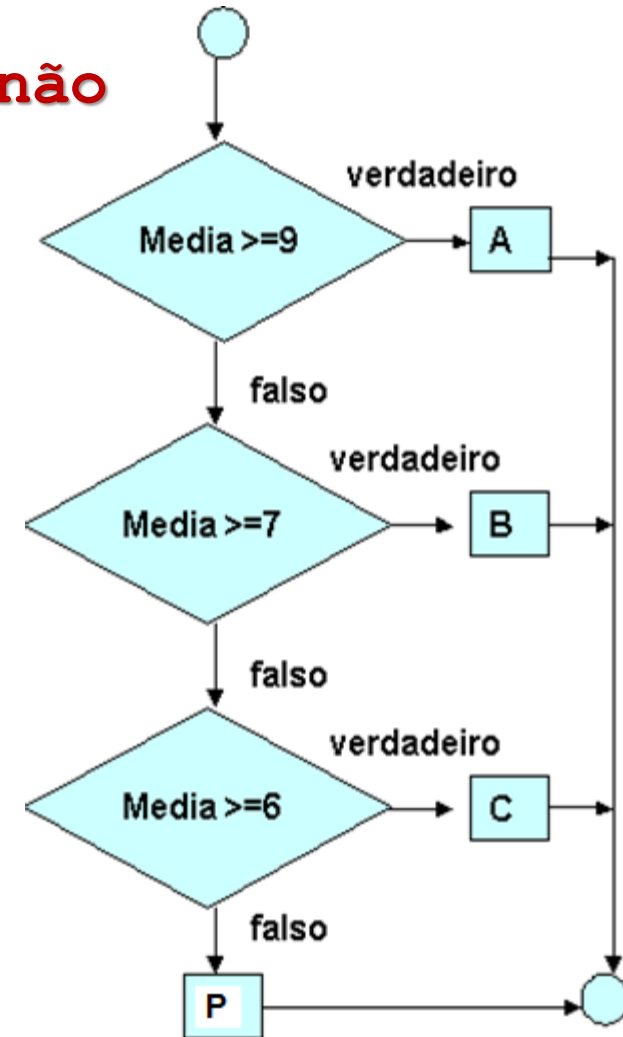 não
verdadeiro
Media >=9
A
falso
verdadeiro
Media >=7
B
falso
verdadeiro
Media >=6
C
falso
P